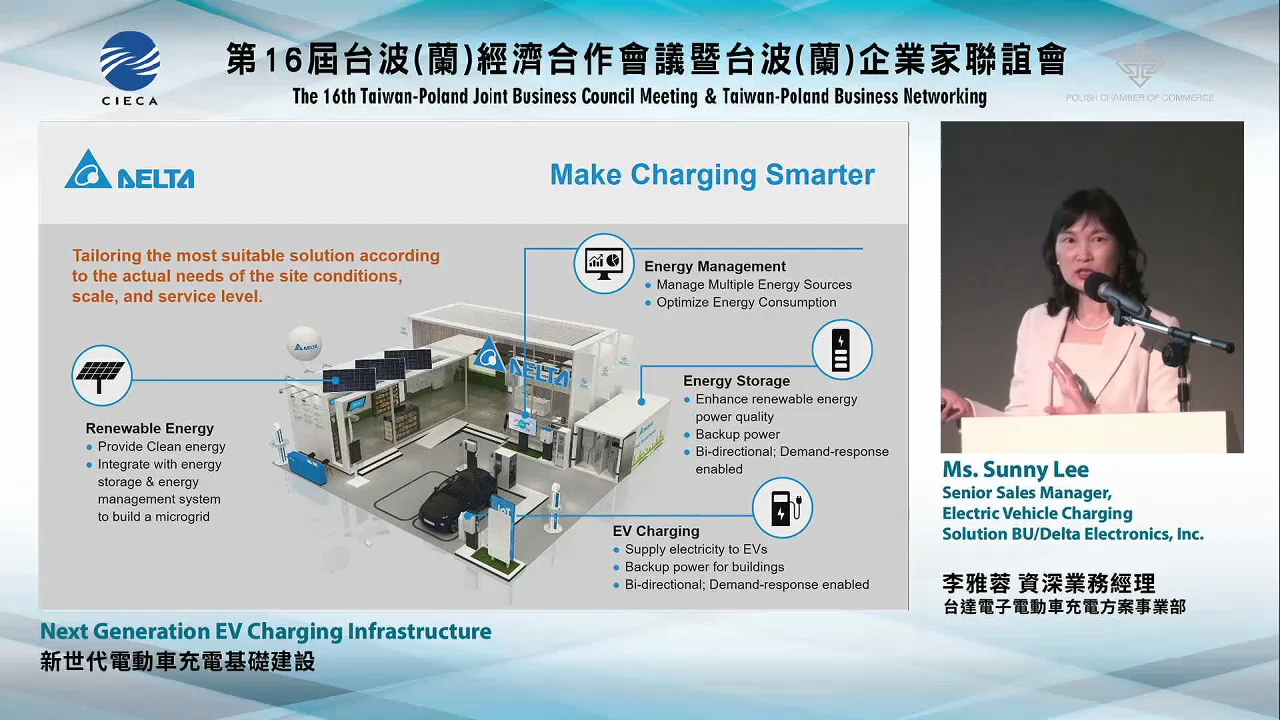 CIECA
第16屆台波(蘭)經濟合作會議暨台波(蘭)企業家聯誼會
The 16th Taiwan-Poland Joint Business Council Meeting & Taiwan-Poland Business Networking
POLISH CHAMBER OF COMMERCE
DELTA
Make Charging Smarter
Tailoring the most suitable solution according
to the actual needs of the site conditions,
scale, and service level.
Energy Management
Manage Multiple Energy Sources
Optimize Energy Consumption
DELTA
DELTA
Energy Storage
Enhance renewable energy
power quality
Backup power
Bi-directional; Demand-response
enabled
Renewable Energy
Provide Clean energy
Integrate with energy
storage & energy
management system
to build a microgrid
IoT
EV Charging
Supply electricity to EVs
Backup power for buildings
Bi-directional; Demand-response enabled
Ms. Sunny Lee
Senior Sales Manager,
Electric Vehicle Charging
Solution BU/Delta Electronics, Inc.
李雅蓉 資深業務經理
台達電子電動車充電方案事業部
Next Generation EV Charging Infrastructure
新世代電動車充電基礎建設